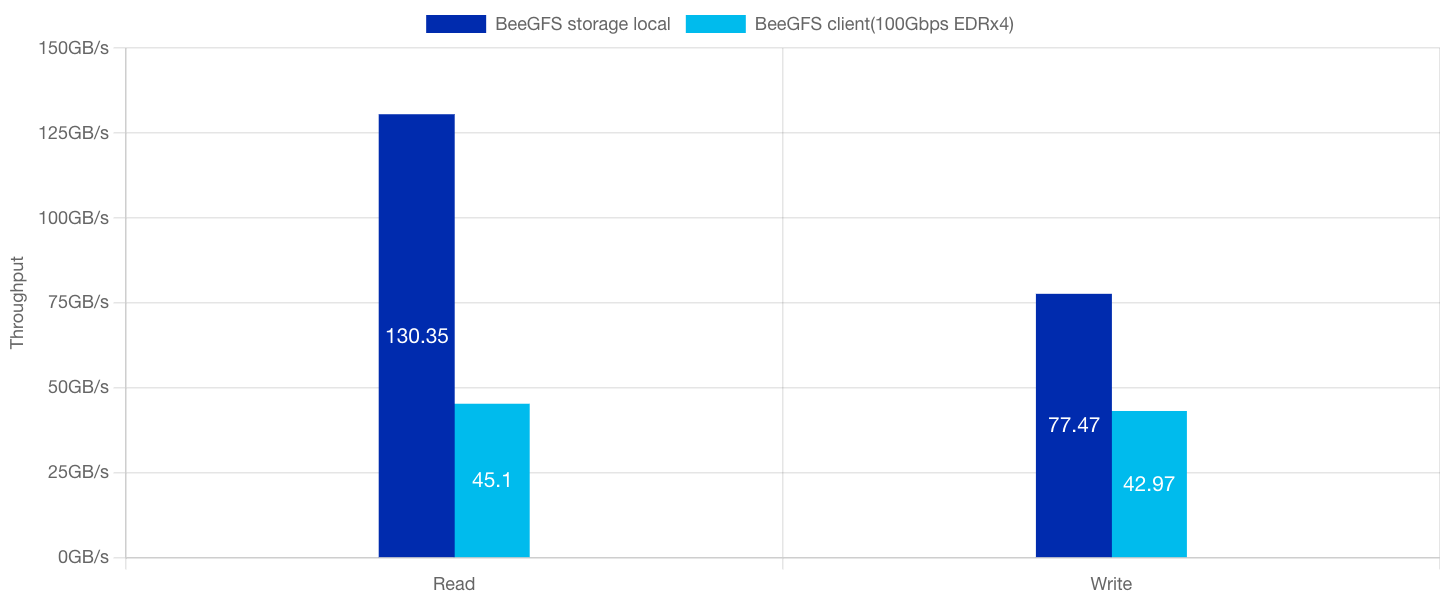 BeeGFS storage local BeeGFS client(100Gbps EDRx4)
150GB/s
125GB/s
100GB/s
75GB/s
50GB/s
25GB/s
0GB/s
Throughput
130.35
45.1
77.47
42.97
Read
Write